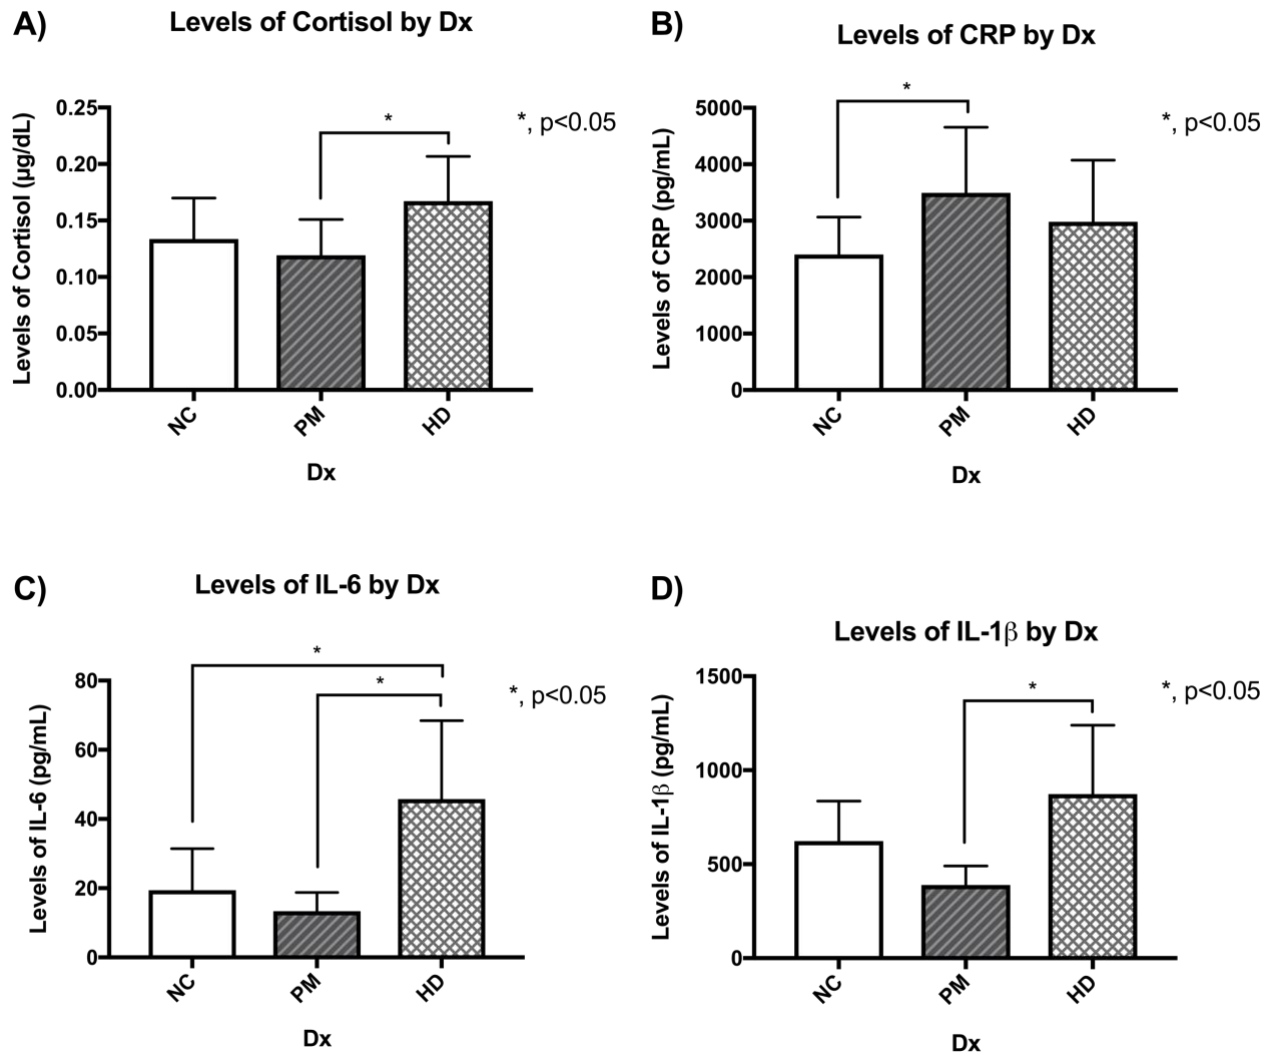 A)
Levels of Cortisol by Dx
Levels of Cortisol (µg/dL)
0.25
0.20
0.15
0.10
0.05
0.00
*
*, p<0.05
NC
PM
HD
Dx
B)
Levels of CRP by Dx
Levels of CRP (pg/mL)
5000
4000
3000
2000
1000
0
*
*, p<0.05
NC
PM
HD
Dx
C)
Levels of IL-6 by Dx
Levels of IL-6 (pg/mL)
80
60
40
20
0
*
*
*, p<0.05
NC
PM
HD
Dx
D)
Levels of IL-1β by Dx
Levels of IL-1β (pg/mL)
1500
1000
500
0
*
*, p<0.05
NC
PM
HD
Dx